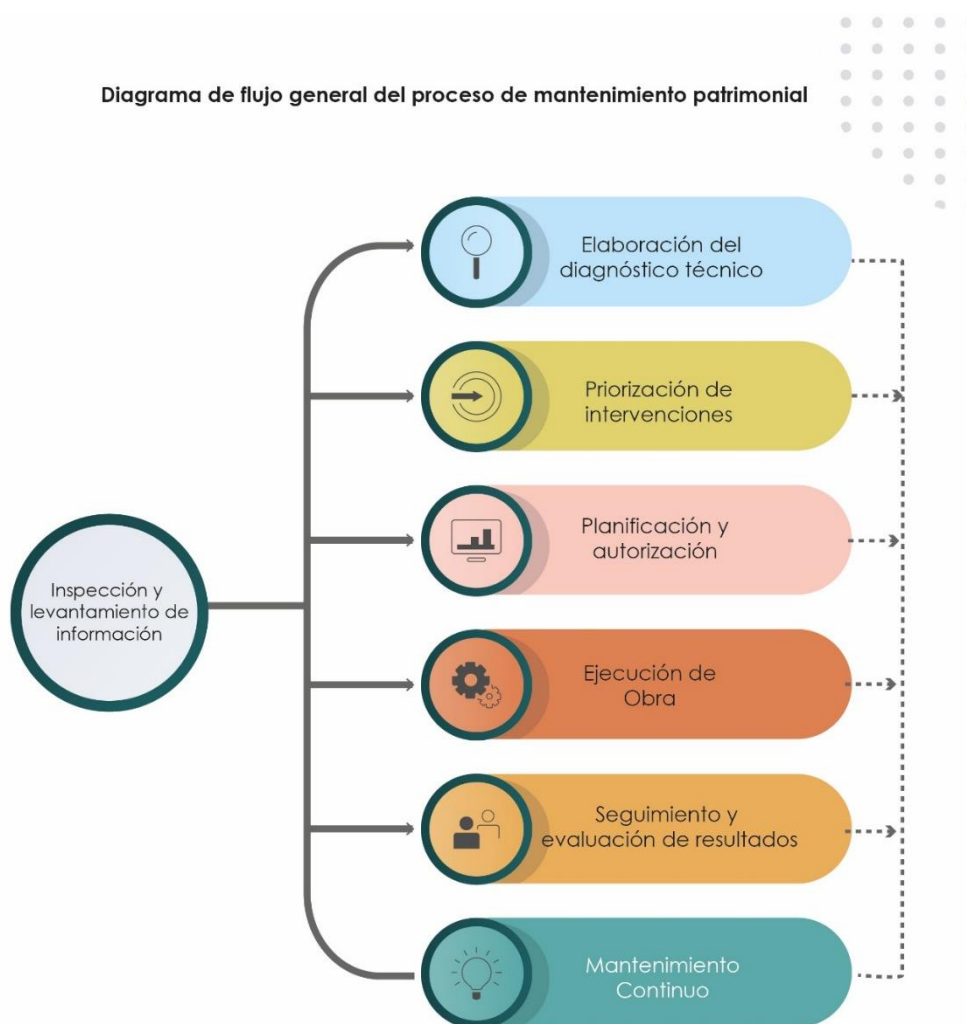 Diagrama de flujo general del proceso de mantenimiento patrimonial
Elaboración del
diagnóstico técnico
Priorización de
intervenciones
Planificación y
autorización
Inspección y
levantamiento de
información
Ejecución de
Obra
Seguimiento y
evaluación de resultados
Mantenimiento
Continuo